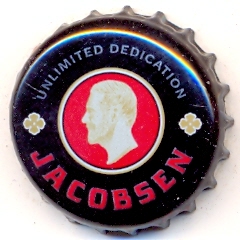 UNLIMITED DEDICATION
JACOBSEN